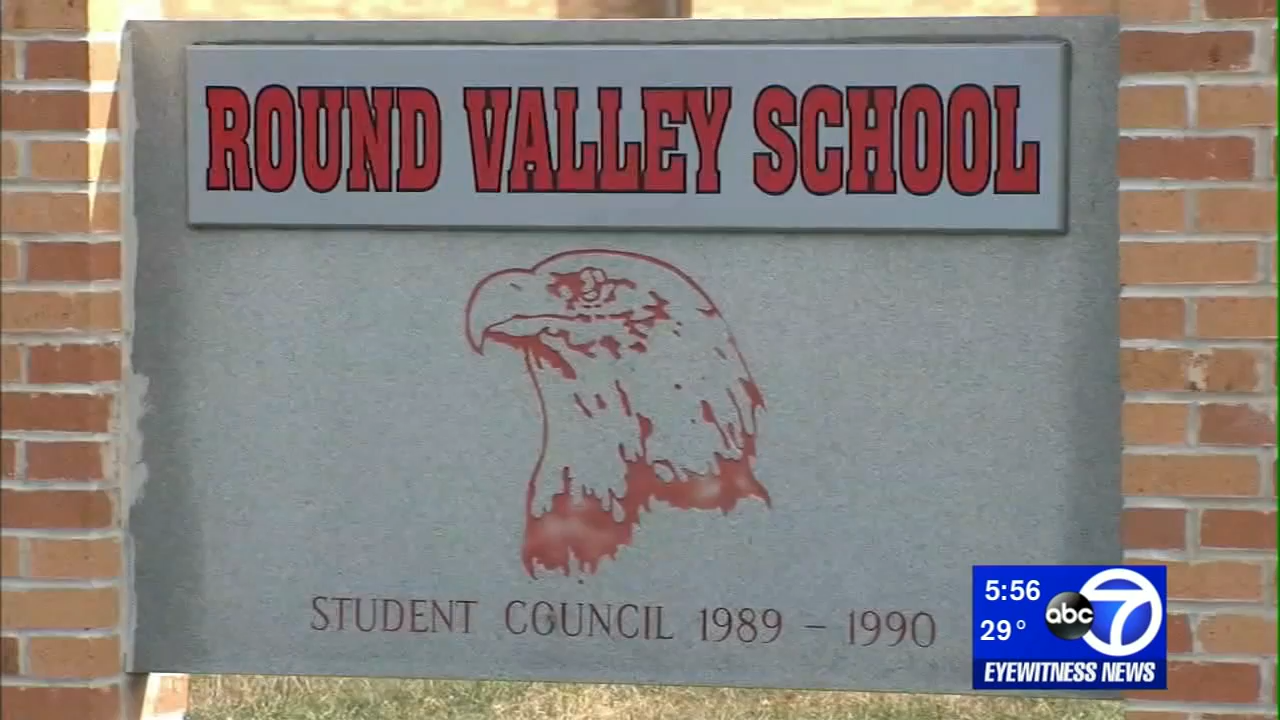 ROUND VALLEY SCHOOL
STUDENT COUNCIL 1989 – 1990
5:56
29°
abc 7
EYEWITNESS NEWS